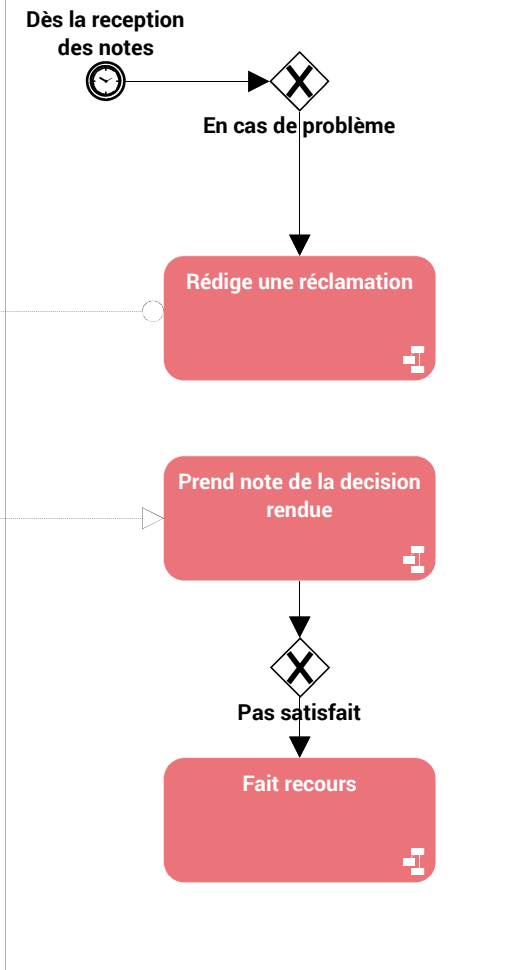 Dès la reception
des notes
En cas de problème
Rédige une réclamation
Prend note de la decision
rendue
Pas satisfait
Fait recours